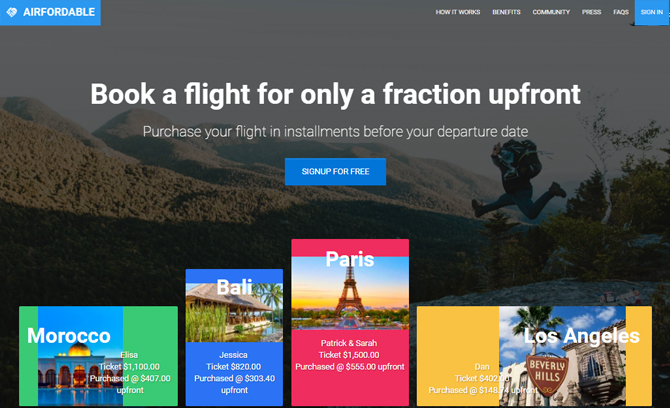 AIRFORDABLE
HOW IT WORKS BENEFITS COMMUNITY PRESS FAQS SIGN IN
Book a flight for only a fraction upfront
Purchase your flight in installments before your departure date
SIGNUP FOR FREE
Morocco
Elisa
Ticket $1,100.00
Purchased @ $407.00
upfront
Bali
Jessica
Ticket $820.00
Purchased @ $303.40
upfront
Paris
Patrick & Sarah
Ticket $1,500.00
Purchased @ $555.00 upfront
Los Angeles
BEVERLY
HILLS
Dan
Ticket $402.00
Purchased @ $148.74 upfront